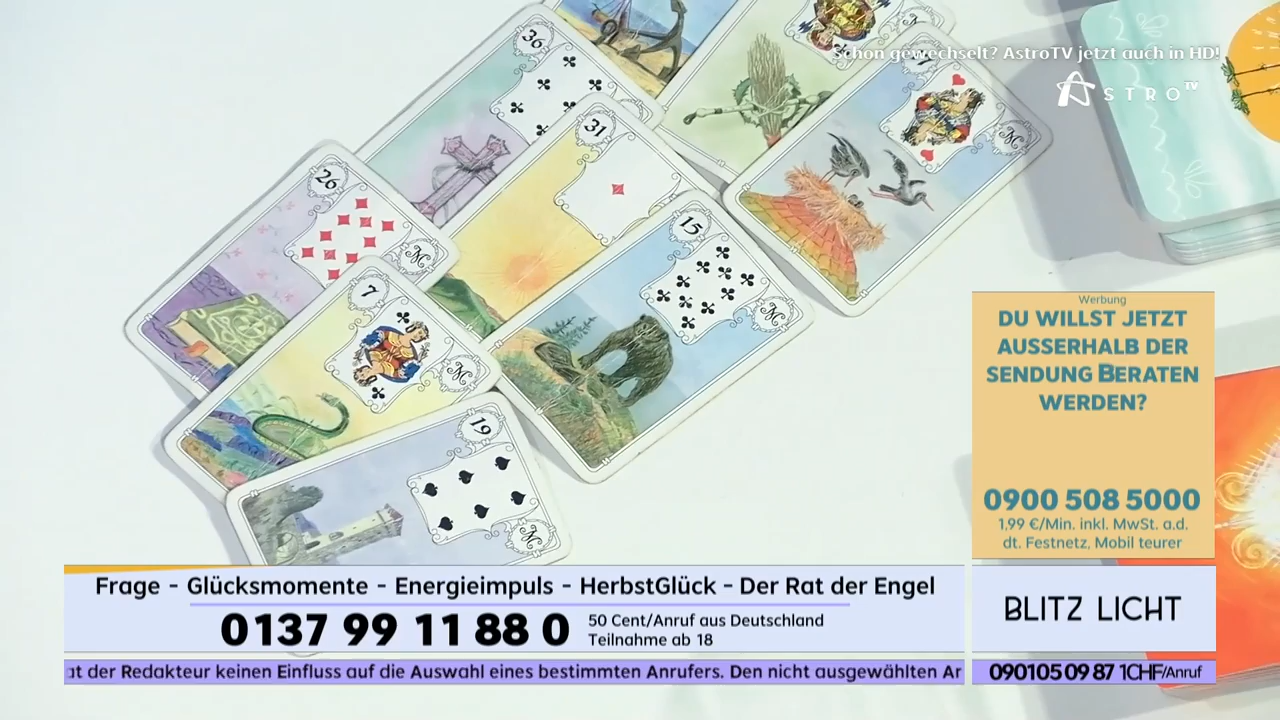 Schon gewechselt? AstroTV jetzt auch in HD!
ASTRO TV
36
31
26
15
7
19
Werbung
DU WILLST JETZT
AUSSERHALB DER
SENDUNG BERATEN
WERDEN?
0900 508 5000
1,99 €/Min. inkl. MwSt. a.d.
dt. Festnetz, Mobil teurer
Frage - Glücksmomente - Energieimpuls - HerbstGlück - Der Rat der Engel
0137 99 11 88 0
50 Cent/Anruf aus Deutschland
Teilnahme ab 18
BLITZ LICHT
at der Redakteur keinen Einfluss auf die Auswahl eines bestimmten Anrufers. Den nicht ausgewählten Ar
090105 09 87 1CHF/Anruf